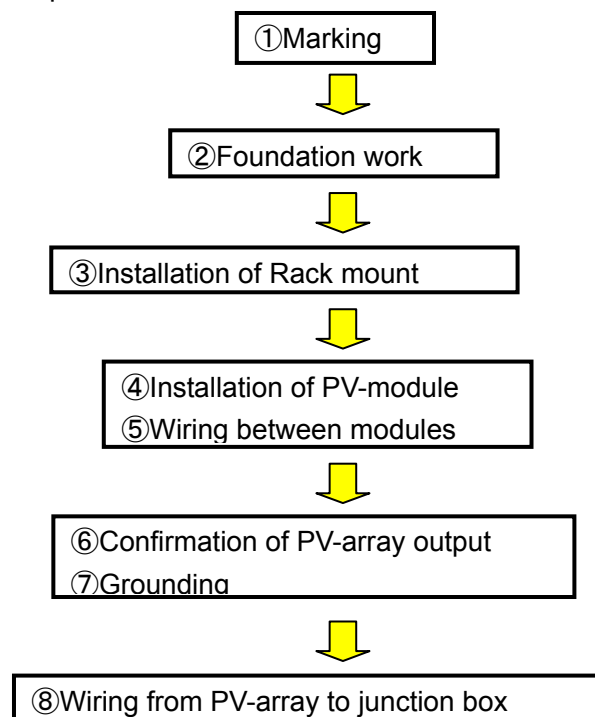 ①Marking
②Foundation work
③Installation of Rack mount
④Installation of PV-module
⑤Wiring between modules
⑥Confirmation of PV-array output
⑦Grounding
⑧Wiring from PV-array to junction box